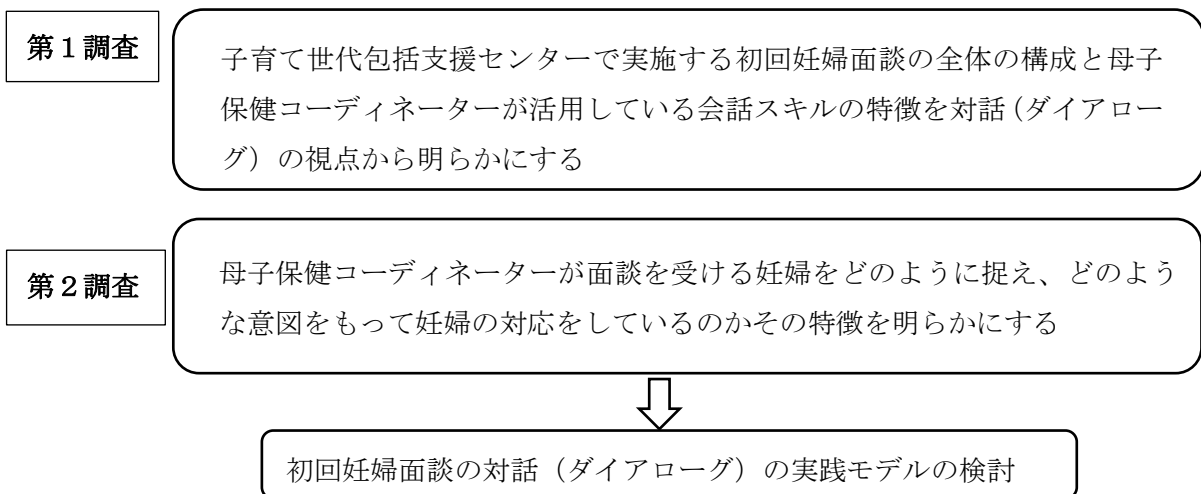 第1調査
子育て世代包括支援センターで実施する初回妊婦面談の全体の構成と母子
保健コーディネーターが活用している会話スキルの特徴を対話(ダイアロー
グ）の視点から明らかにする
第２調査
母子保健コーディネーターが面談を受ける妊婦をどのように捉え、どのよう
な意図をもって妊婦の対応をしているのかその特徴を明らかにする
初回妊婦面談の対話（ダイアローグ）の実践モデルの検討